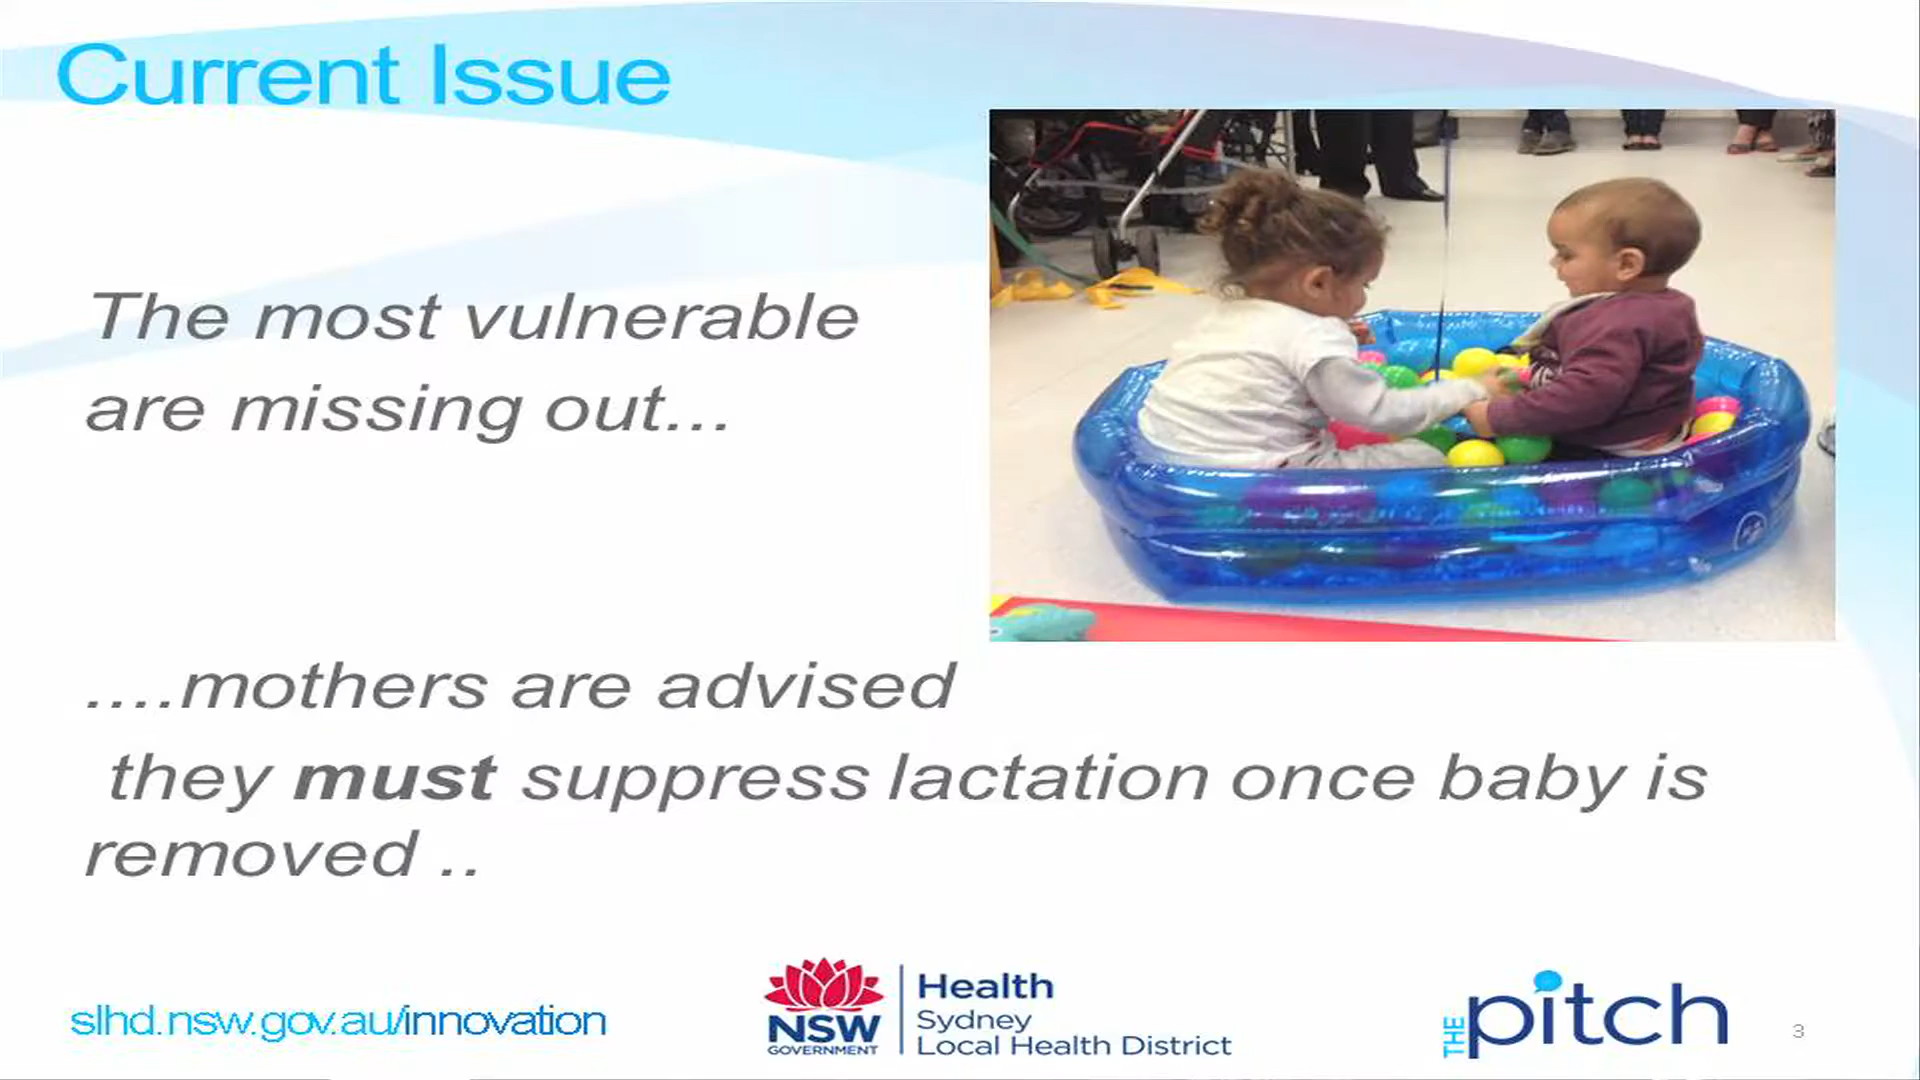 Current Issue
The most vulnerable
are missing out...
....mothers are advised
they must suppress lactation once baby is
removed ..
slhd.nsw.gov.au/innovation
NSW
GOVERNMENT
Health
Sydney
Local Health District
THE pitch
3